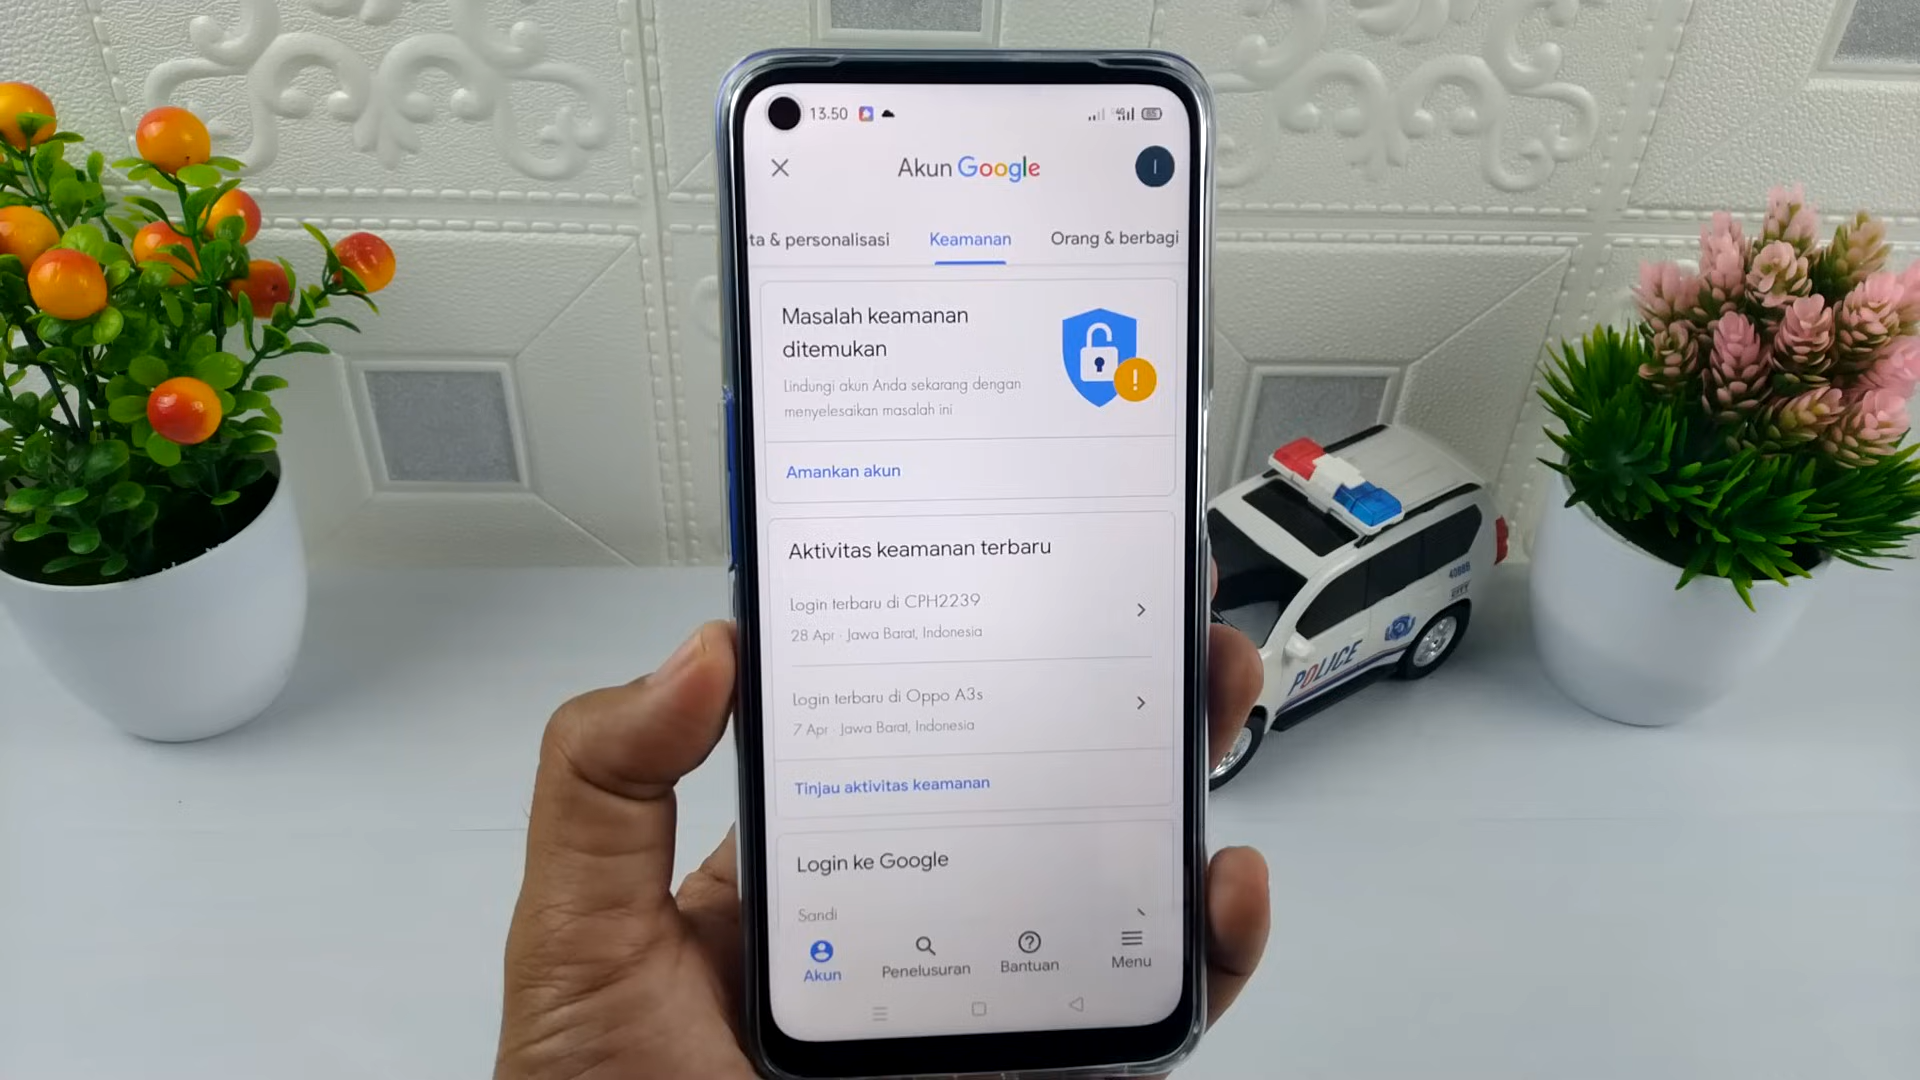 13.50
Akun Google
ta & personalisasi
Keamanan
Orang & berbagi
Masalah keamanan
ditemukan
Lindungi akun Anda sekarang dengan
menyelesaikan masalah ini
Amankan akun
Aktivitas keamanan terbaru
Login terbaru di CPH2239
28 Apr · Jawa Barat, Indonesia
Login terbaru di Oppo A3s
7 Apr · Jawa Barat, Indonesia
Tinjau aktivitas keamanan
Login ke Google
Sandi
Akun
Penelusuran
Bantuan
Menu
POLICE